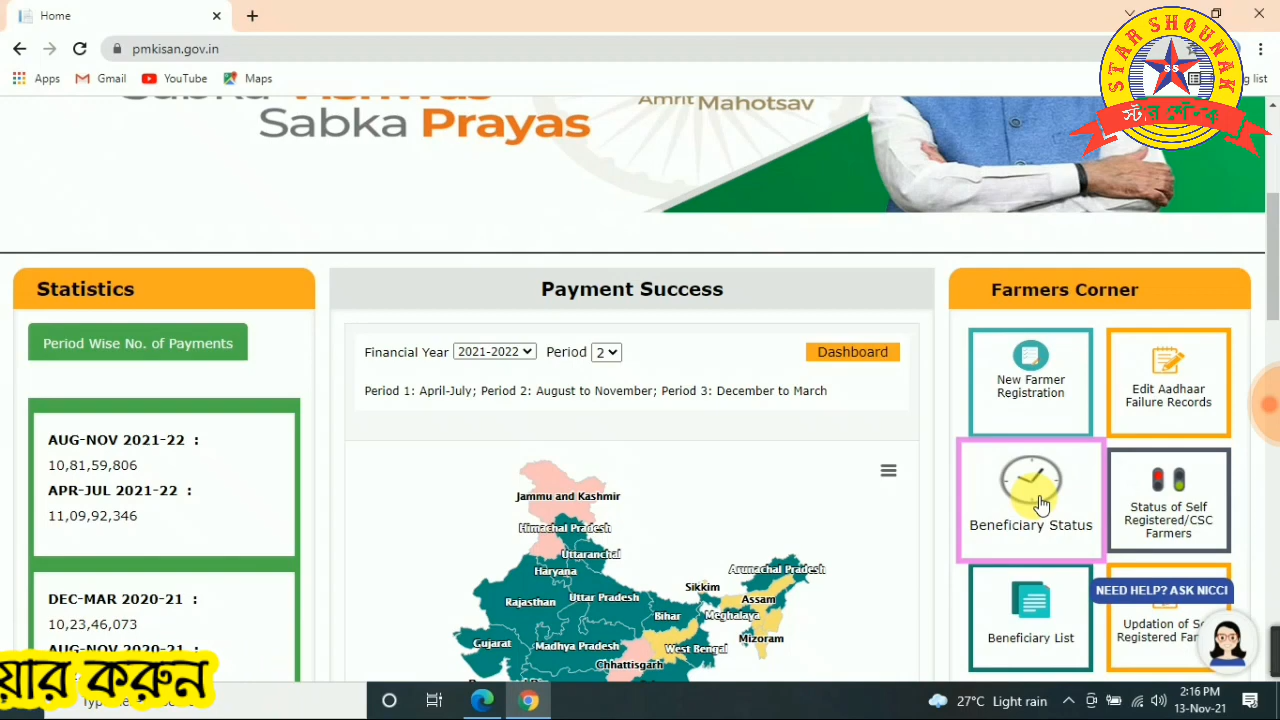 Home
pmkisan.gov.in
Apps Gmail YouTube Maps
STAR SHOUNAK
SS
Amrit Mahotsav
Sabka Prayas
Statistics
Payment Success
Farmers Corner
Period Wise No. of Payments
Financial Year 2021-2022 Period 2 Dashboard
Period 1: April-July; Period 2: August to November; Period 3: December to March
AUG-NOV 2021-22 :
10,81,59,806
APR-JUL 2021-22 :
11,09,92,346
DEC-MAR 2020-21 :
10,23,46,073
Jammu and Kashmir
Himachal Pradesh
Uttaranchal
Haryana
Arunachal Pradesh
Sikkim
Rajasthan
Uttar Pradesh
Assam
Bihar
Meghalaya
Gujarat
Madhya Pradesh
West Bengal
Mizoram
Chhattisgarh
New Farmer
Registration
Edit Aadhaar
Failure Records
Beneficiary Status
Status of Self
Registered/CSC
Farmers
NEED HELP? ASK NICCI
Beneficiary List
Updation of
Registered
করুন
27°C Light rain
2:16 PM
13-Nov-21